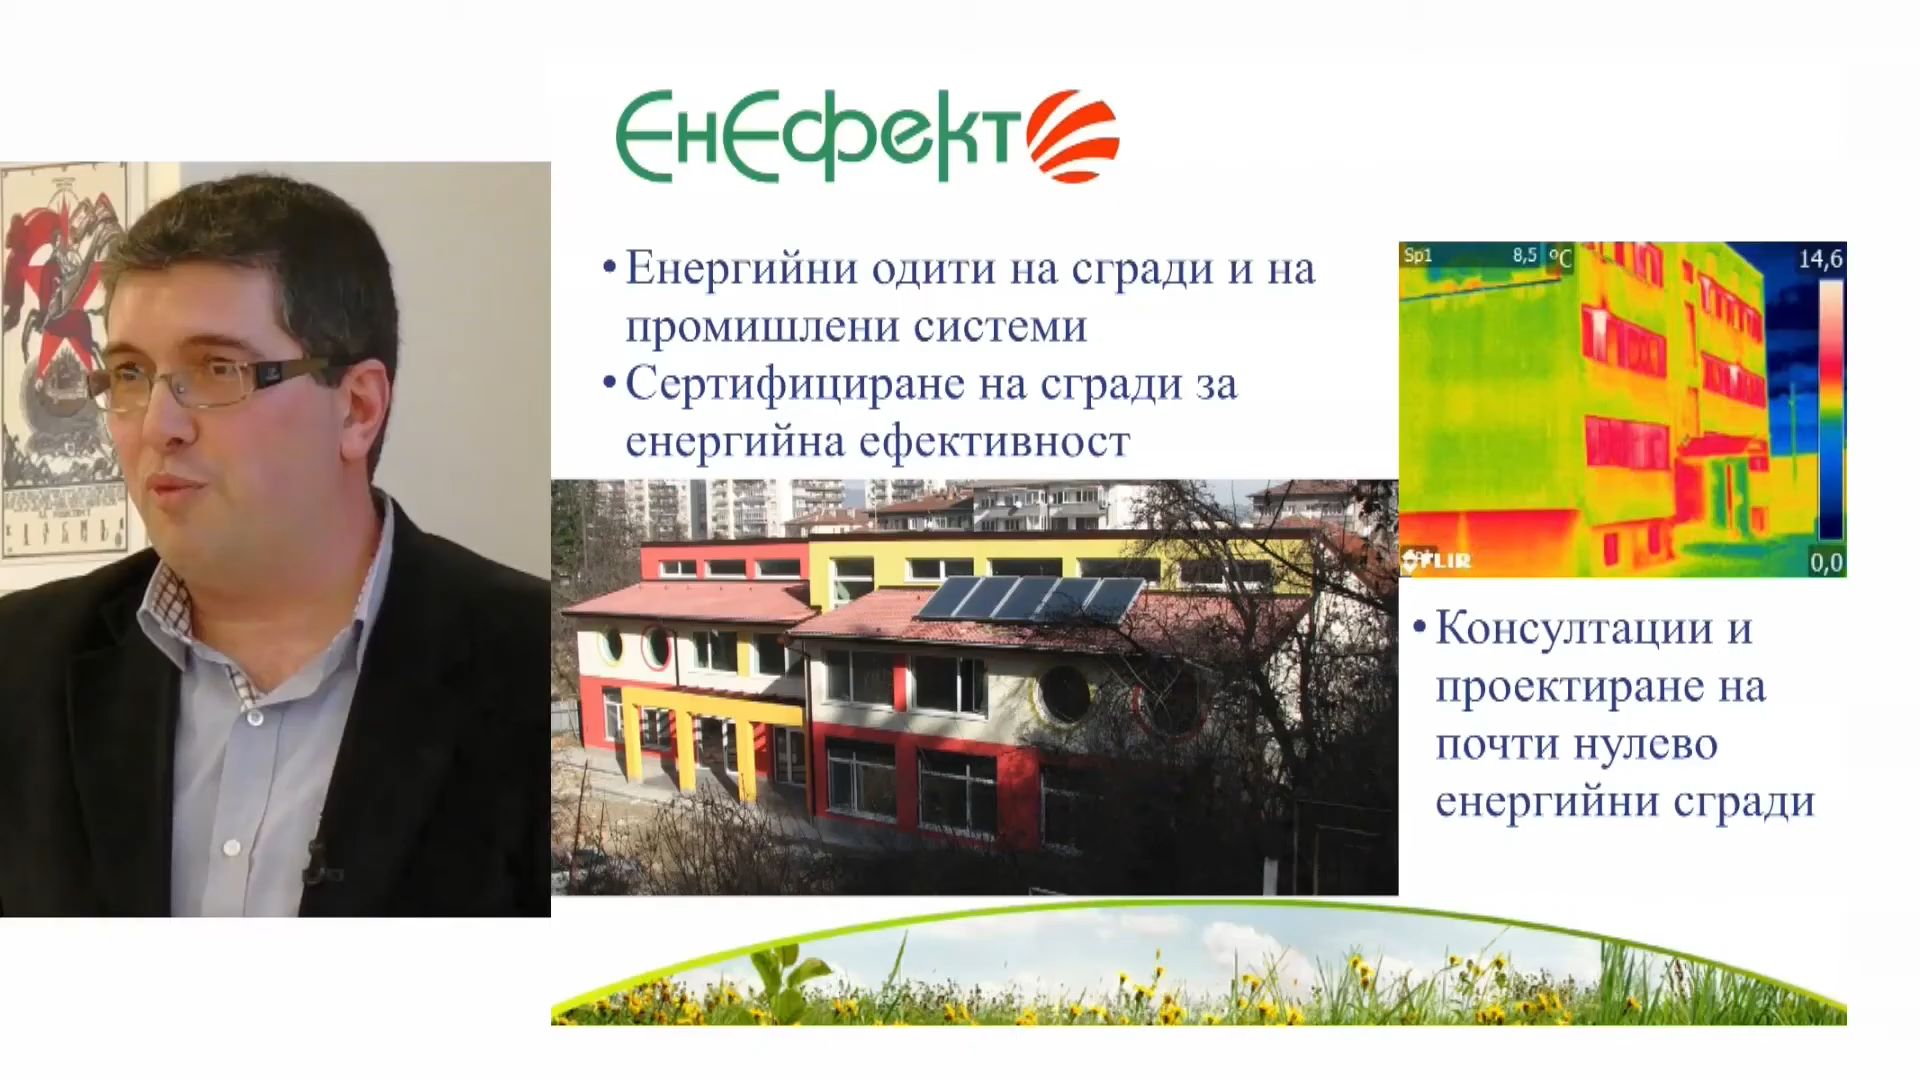 ЕнЕфект
• Енергийни одити на сгради и на
промишлени системи
• Сертифициране на сгради за
енергийна ефективност
Sp1 8,5 °C 14,6
FLIR 0,0
• Консултации и
проектиране на
почти нулево
енергийни сгради